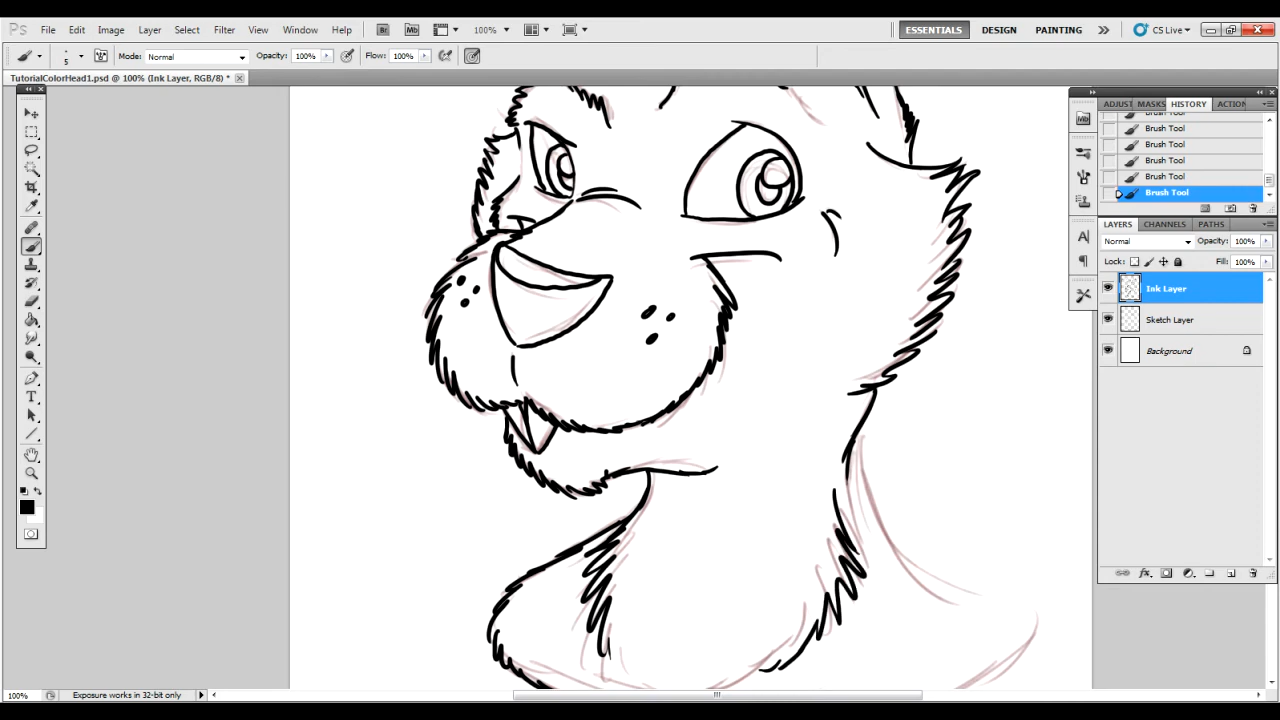 Ps File Edit Image Layer Select Filter View Window Help Br Mb 100% ESSENTIALS DESIGN PAINTING CS Live
5 Mode: Normal Opacity: 100% Flow: 100%
TutorialColorHead1.psd @ 100% (Ink Layer, RGB/8) *
ADJUST MASKS HISTORY ACTION
Brush Tool
Brush Tool
Brush Tool
Brush Tool
Brush Tool
Brush Tool
LAYERS CHANNELS PATHS
Normal Opacity: 100%
Lock: Fill: 100%
Ink Layer
Sketch Layer
Background
100% Exposure works in 32-bit only